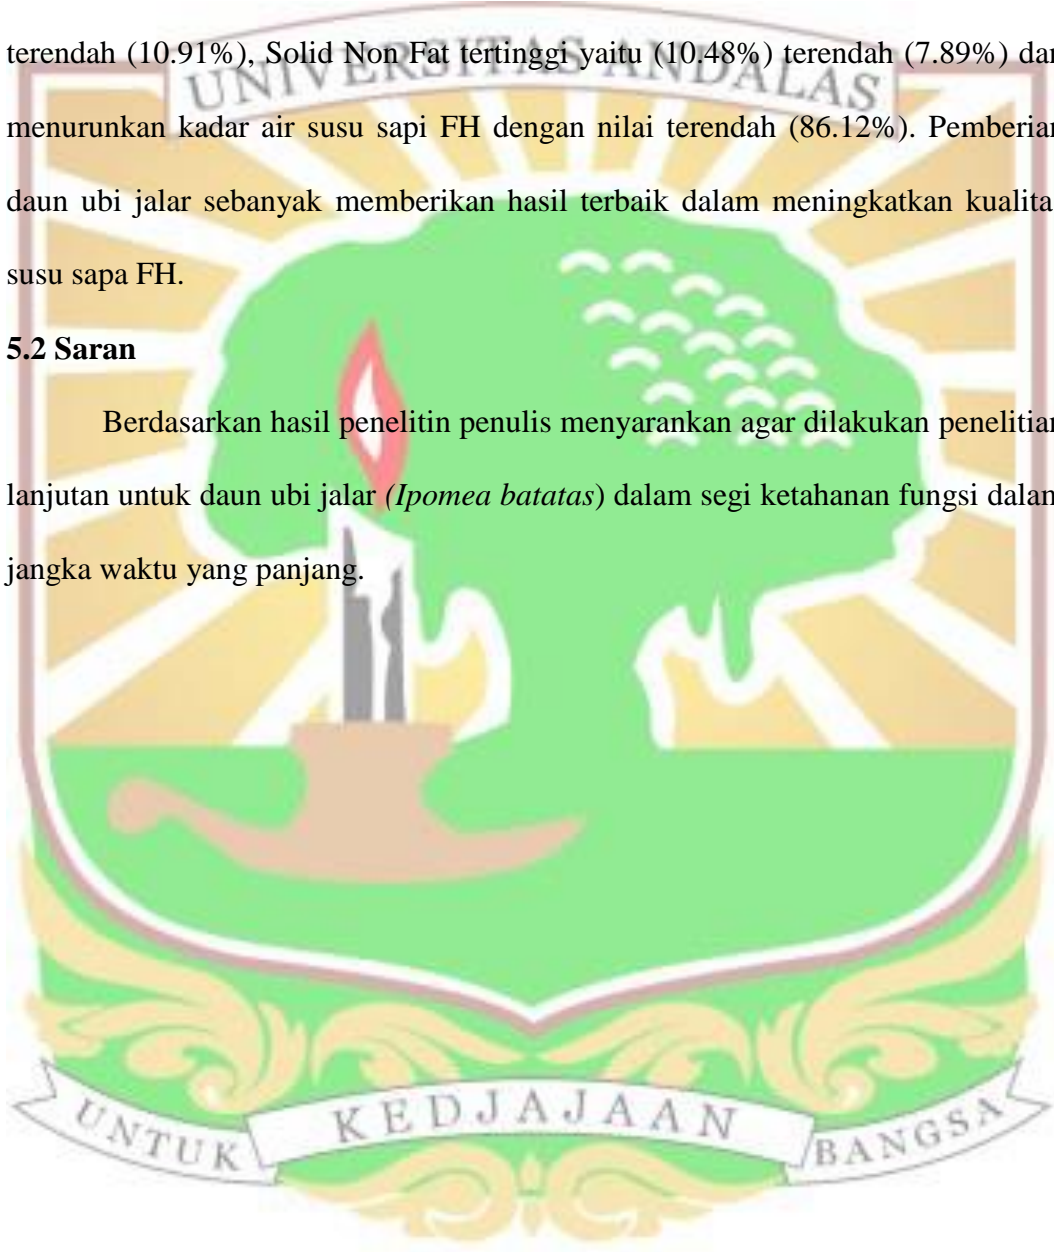 terendah (10.91%), Solid Non Fat tertinggi yaitu (10.48%) terendah (7.89%) dan
UNIVERSITAS ANDALAS
menurunkan kadar air susu sapi FH dengan nilai terendah (86.12%). Pemberian
daun ubi jalar sebanyak memberikan hasil terbaik dalam meningkatkan kualita
susu sapa FH.
5.2 Saran
Berdasarkan hasil penelitin penulis menyarankan agar dilakukan penelitian
lanjutan untuk daun ubi jalar (Ipomea batatas) dalam segi ketahanan fungsi dalam
jangka waktu yang panjang.
UNTUK KEDJAJAAN BANGSA